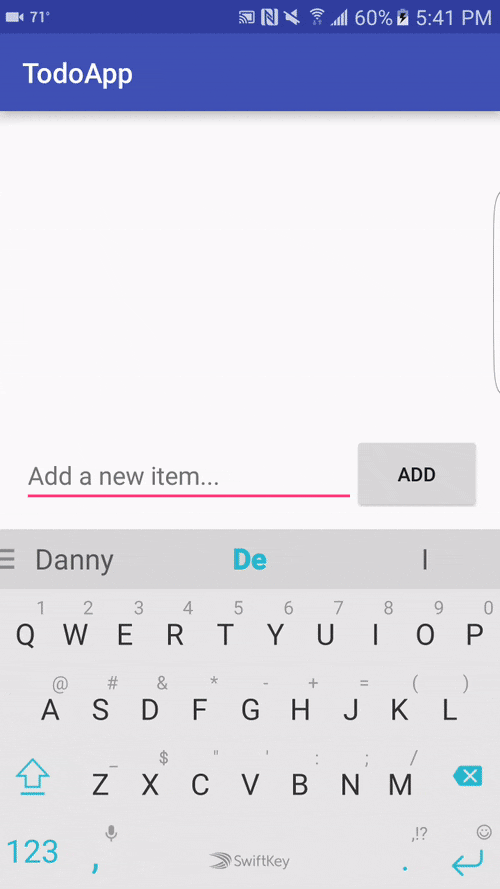 71° 60% 5:41 PM
TodoApp
Add a new item... ADD
Danny De I
1 2 3 4 5 6 7 8 9 0
Q W E R T Y U I O P
@ # & * - + = ( )
A S D F G H J K L
_ $ " ' : ; /
Z X C V B N M
,!?
123 , SwiftKey .